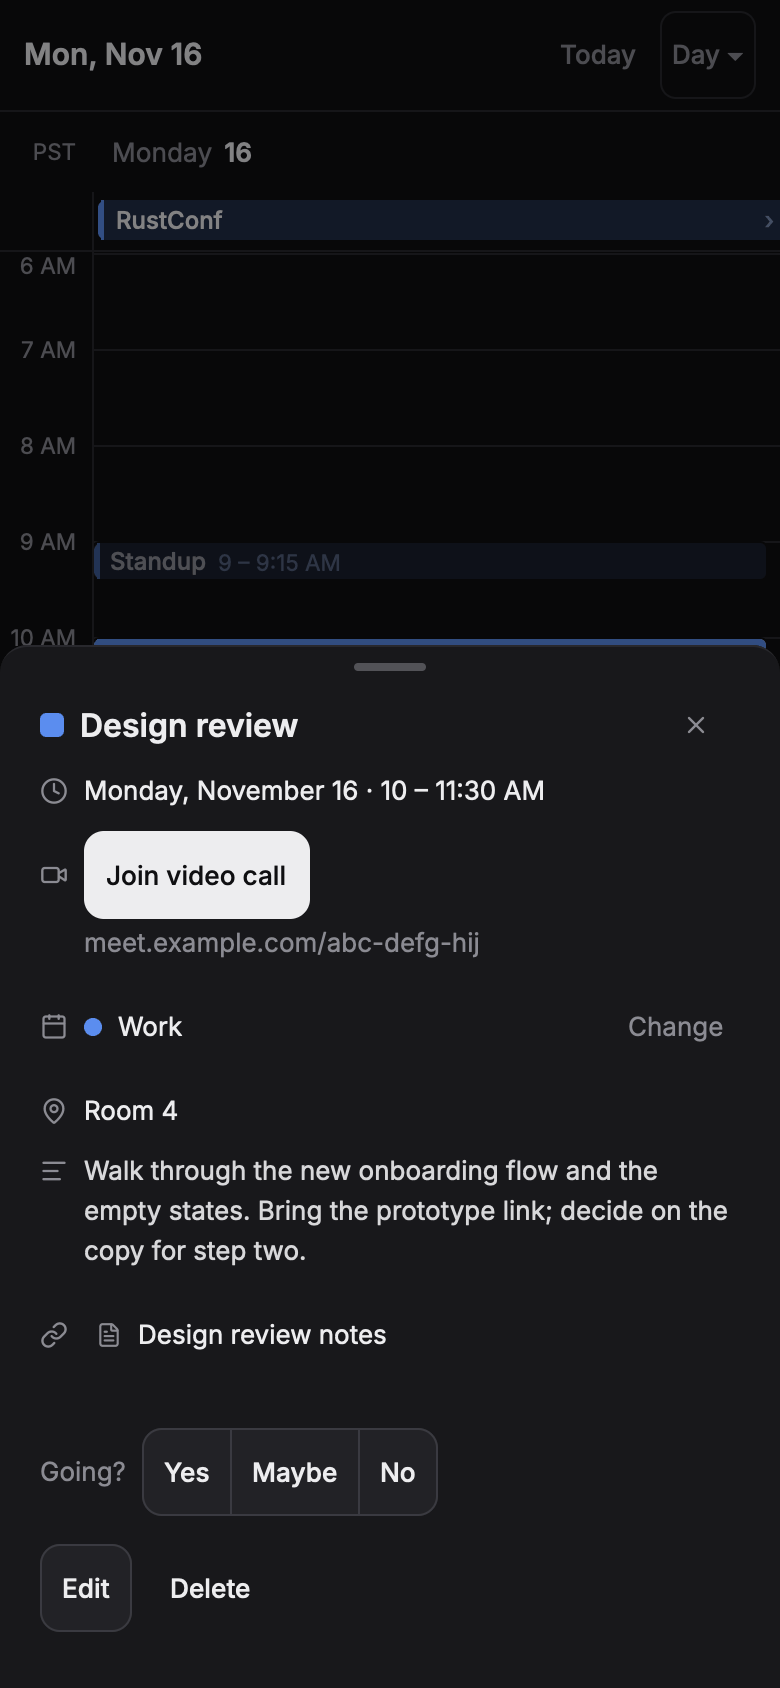 Mon, Nov 16
Today
Day
PST
Monday 16
RustConf
6 AM
7 AM
8 AM
9 AM
Standup 9 – 9:15 AM
10 AM
Design review
Monday, November 16 · 10 – 11:30 AM
Join video call
meet.example.com/abc-defg-hij
Work
Change
Room 4
Walk through the new onboarding flow and the
empty states. Bring the prototype link; decide on the
copy for step two.
Design review notes
Going?
Yes
Maybe
No
Edit
Delete